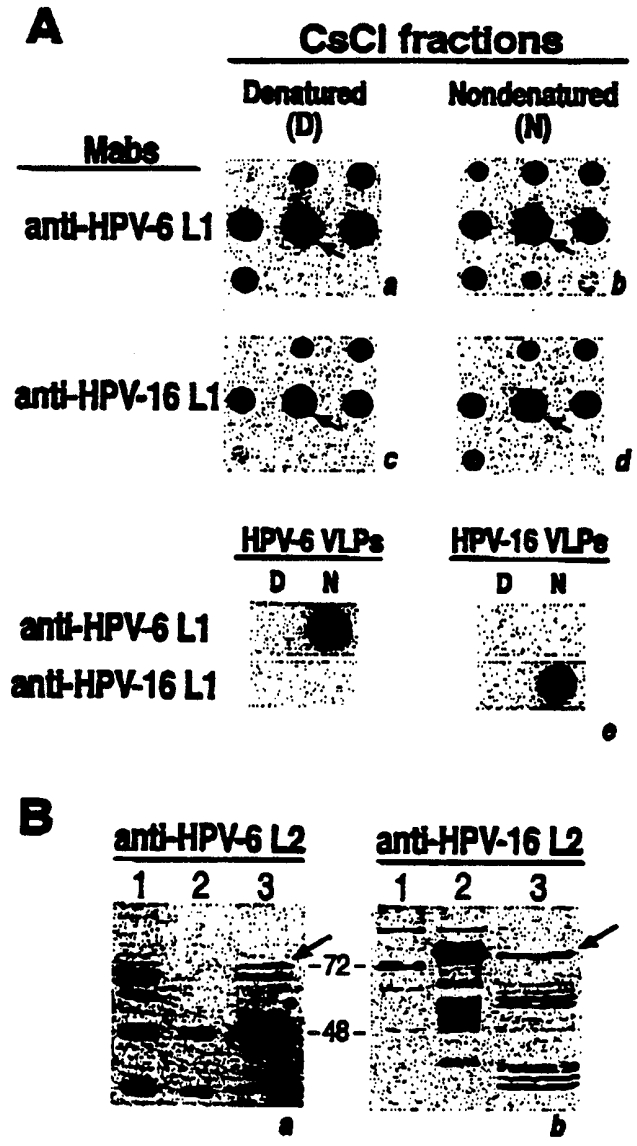 A
CsCl fractions
Denatured (D)
Nondenatured (N)
Mabs
anti-HPV-6 L1
a
b
anti-HPV-16 L1
c
d
HPV-6 VLPs
HPV-16 VLPs
D N
D N
anti-HPV-6 L1
anti-HPV-16 L1
e
B
anti-HPV-6 L2
anti-HPV-16 L2
1 2 3
1 2 3
-72-
-48-
a
b